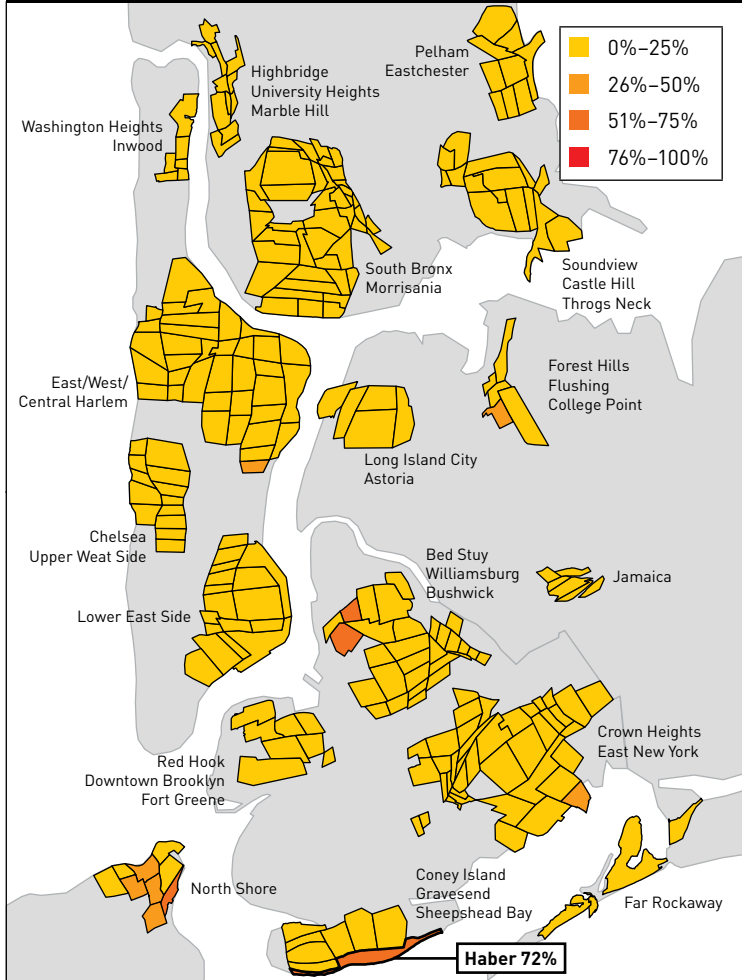 0%–25%
26%–50%
51%–75%
76%–100%
Pelham
Eastchester
Highbridge
University Heights
Marble Hill
Washington Heights
Inwood
South Bronx
Morrisania
Soundview
Castle Hill
Throgs Neck
East/West/
Central Harlem
Forest Hills
Flushing
College Point
Long Island City
Astoria
Chelsea
Upper Weat Side
Bed Stuy
Williamsburg
Bushwick
Jamaica
Lower East Side
Crown Heights
East New York
Red Hook
Downtown Brooklyn
Fort Greene
North Shore
Coney Island
Gravesend
Sheepshead Bay
Far Rockaway
Haber 72%